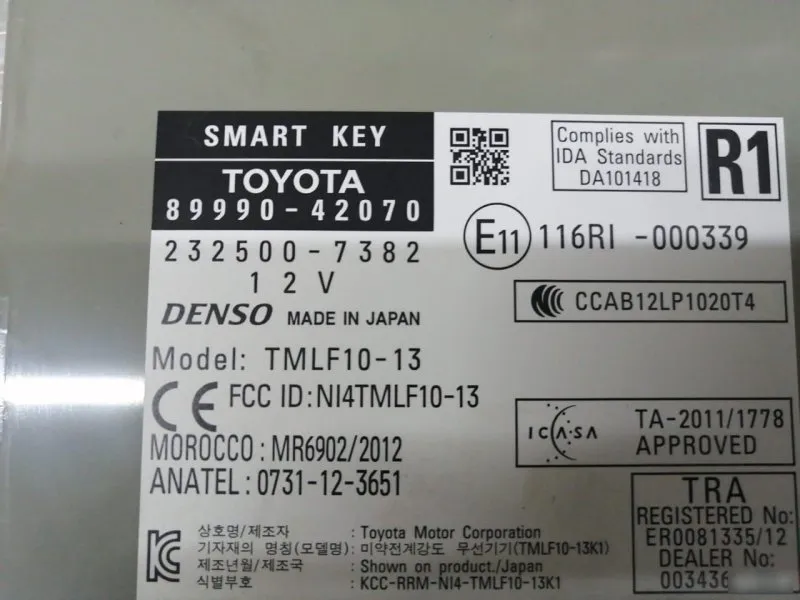 SMART KEY
TOYOTA
89990-42070
232500-7382
12V
DENSO MADE IN JAPAN
Model: TMLF10-13
CE FCC ID:NI4TMLF10-13
MOROCCO : MR6902/2012
ANATEL : 0731-12-3651
상호명/제조자 : Toyota Motor Corporation
기자재의 명칭(모델명) : 미약전계강도 무선기기(TMLF10-13K1)
제조년월/제조국 : Shown on product/Japan
식별부호 : KCC-RRM-NI4-TMLF10-13K1
Complies with
IDA Standards
DA101418
R1
E11 116RI -000339
CCAB12LP1020T4
ICASA
TA-2011/1778
APPROVED
TRA
REGISTERED No:
ER0081335/12
DEALER No:
003436